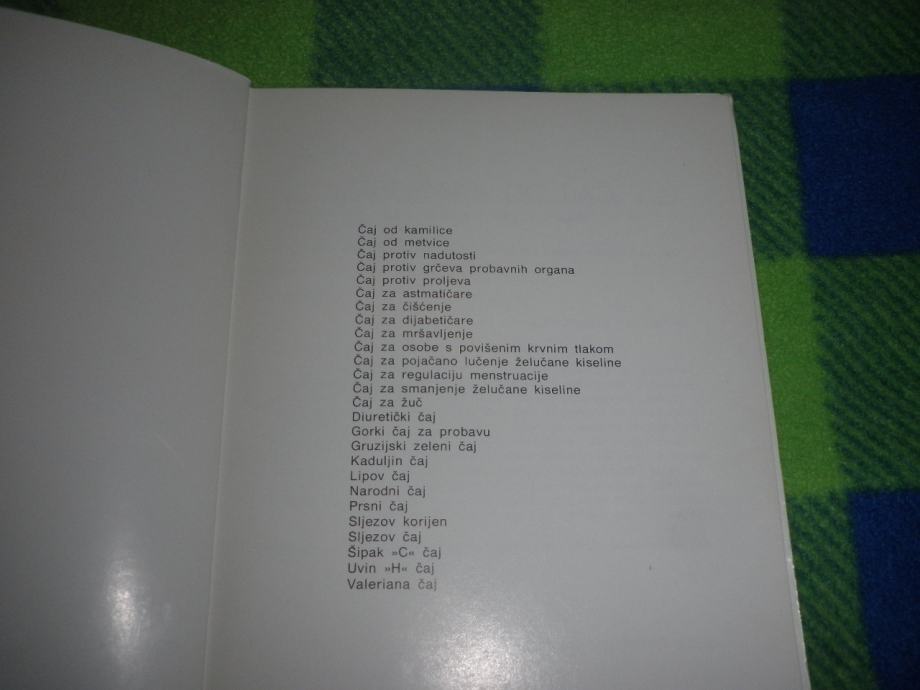 Čaj od kamilice
Čaj od metvice
Čaj protiv nadutosti
Čaj protiv grčeva probavnih organa
Čaj protiv proljeva
Čaj za astmatičare
Čaj za čišćenje
Čaj za dijabetičare
Čaj za mršavljenje
Čaj za osobe s povišenim krvnim tlakom
Čaj za pojačano lučenje želučane kiseline
Čaj za regulaciju menstruacije
Čaj za smanjenje želučane kiseline
Čaj za žuč
Diuretički čaj
Gorki čaj za probavu
Gruzijski zeleni čaj
Kaduljin čaj
Lipov čaj
Narodni čaj
Prsni čaj
Sljezov korijen
Sljezov čaj
Šipak »C« čaj
Uvin »H« čaj
Valeriana čaj